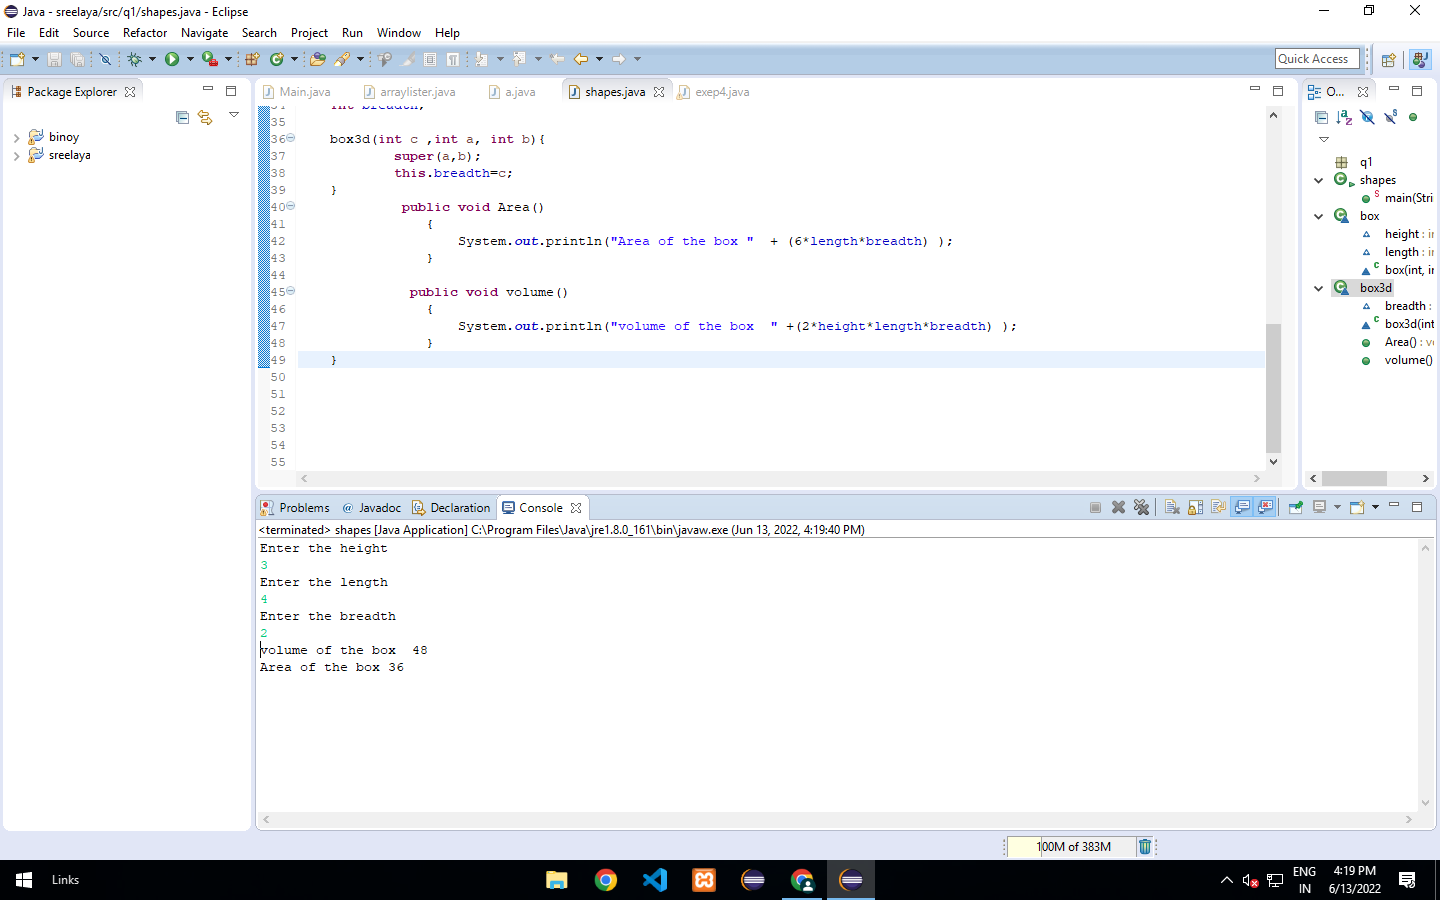 Java - sreelaya/src/q1/shapes.java - Eclipse
File Edit Source Refactor Navigate Search Project Run Window Help
Quick Access
Package Explorer
binoy
sreelaya
Main.java arraylister.java a.java shapes.java exep4.java
34 int breadth;
35
36 box3d(int c ,int a, int b){
37 super(a,b);
38 this.breadth=c;
39 }
40 public void Area()
41 {
42 System.out.println("Area of the box " + (6*length*breadth) );
43 }
44
45 public void volume()
46 {
47 System.out.println("volume of the box  " +(2*height*length*breadth) );
48 }
49 }
50
51
52
53
54
55
O...
q1
shapes
main(Stri
box
height : in
length : in
box(int, in
box3d
breadth :
box3d(int
Area() : vo
volume()
Problems @ Javadoc Declaration Console
<terminated> shapes [Java Application] C:\Program Files\Java\jre1.8.0_161\bin\javaw.exe (Jun 13, 2022, 4:19:40 PM)
Enter the height
3
Enter the length
4
Enter the breadth
2
volume of the box  48
Area of the box 36
100M of 383M
Links
ENG
IN
4:19 PM
6/13/2022